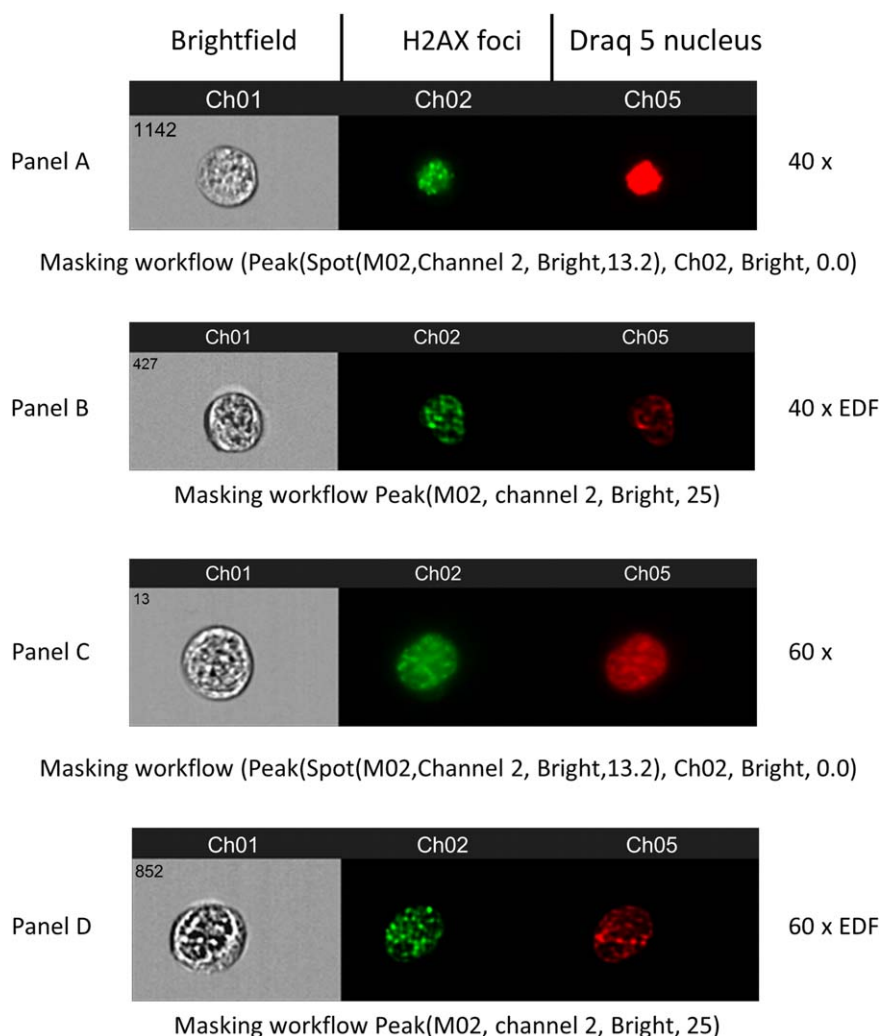 Brightfield H2AX foci Draq 5 nucleus
Ch01 Ch02 Ch05
1142
Panel A 40 x
Masking workflow (Peak(Spot(M02,Channel 2, Bright,13.2), Ch02, Bright, 0.0)
Ch01 Ch02 Ch05
427
Panel B 40 x EDF
Masking workflow Peak(M02, channel 2, Bright, 25)
Ch01 Ch02 Ch05
13
Panel C 60 x
Masking workflow (Peak(Spot(M02,Channel 2, Bright,13.2), Ch02, Bright, 0.0)
Ch01 Ch02 Ch05
852
Panel D 60 x EDF
Masking workflow Peak(M02, channel 2, Bright, 25)